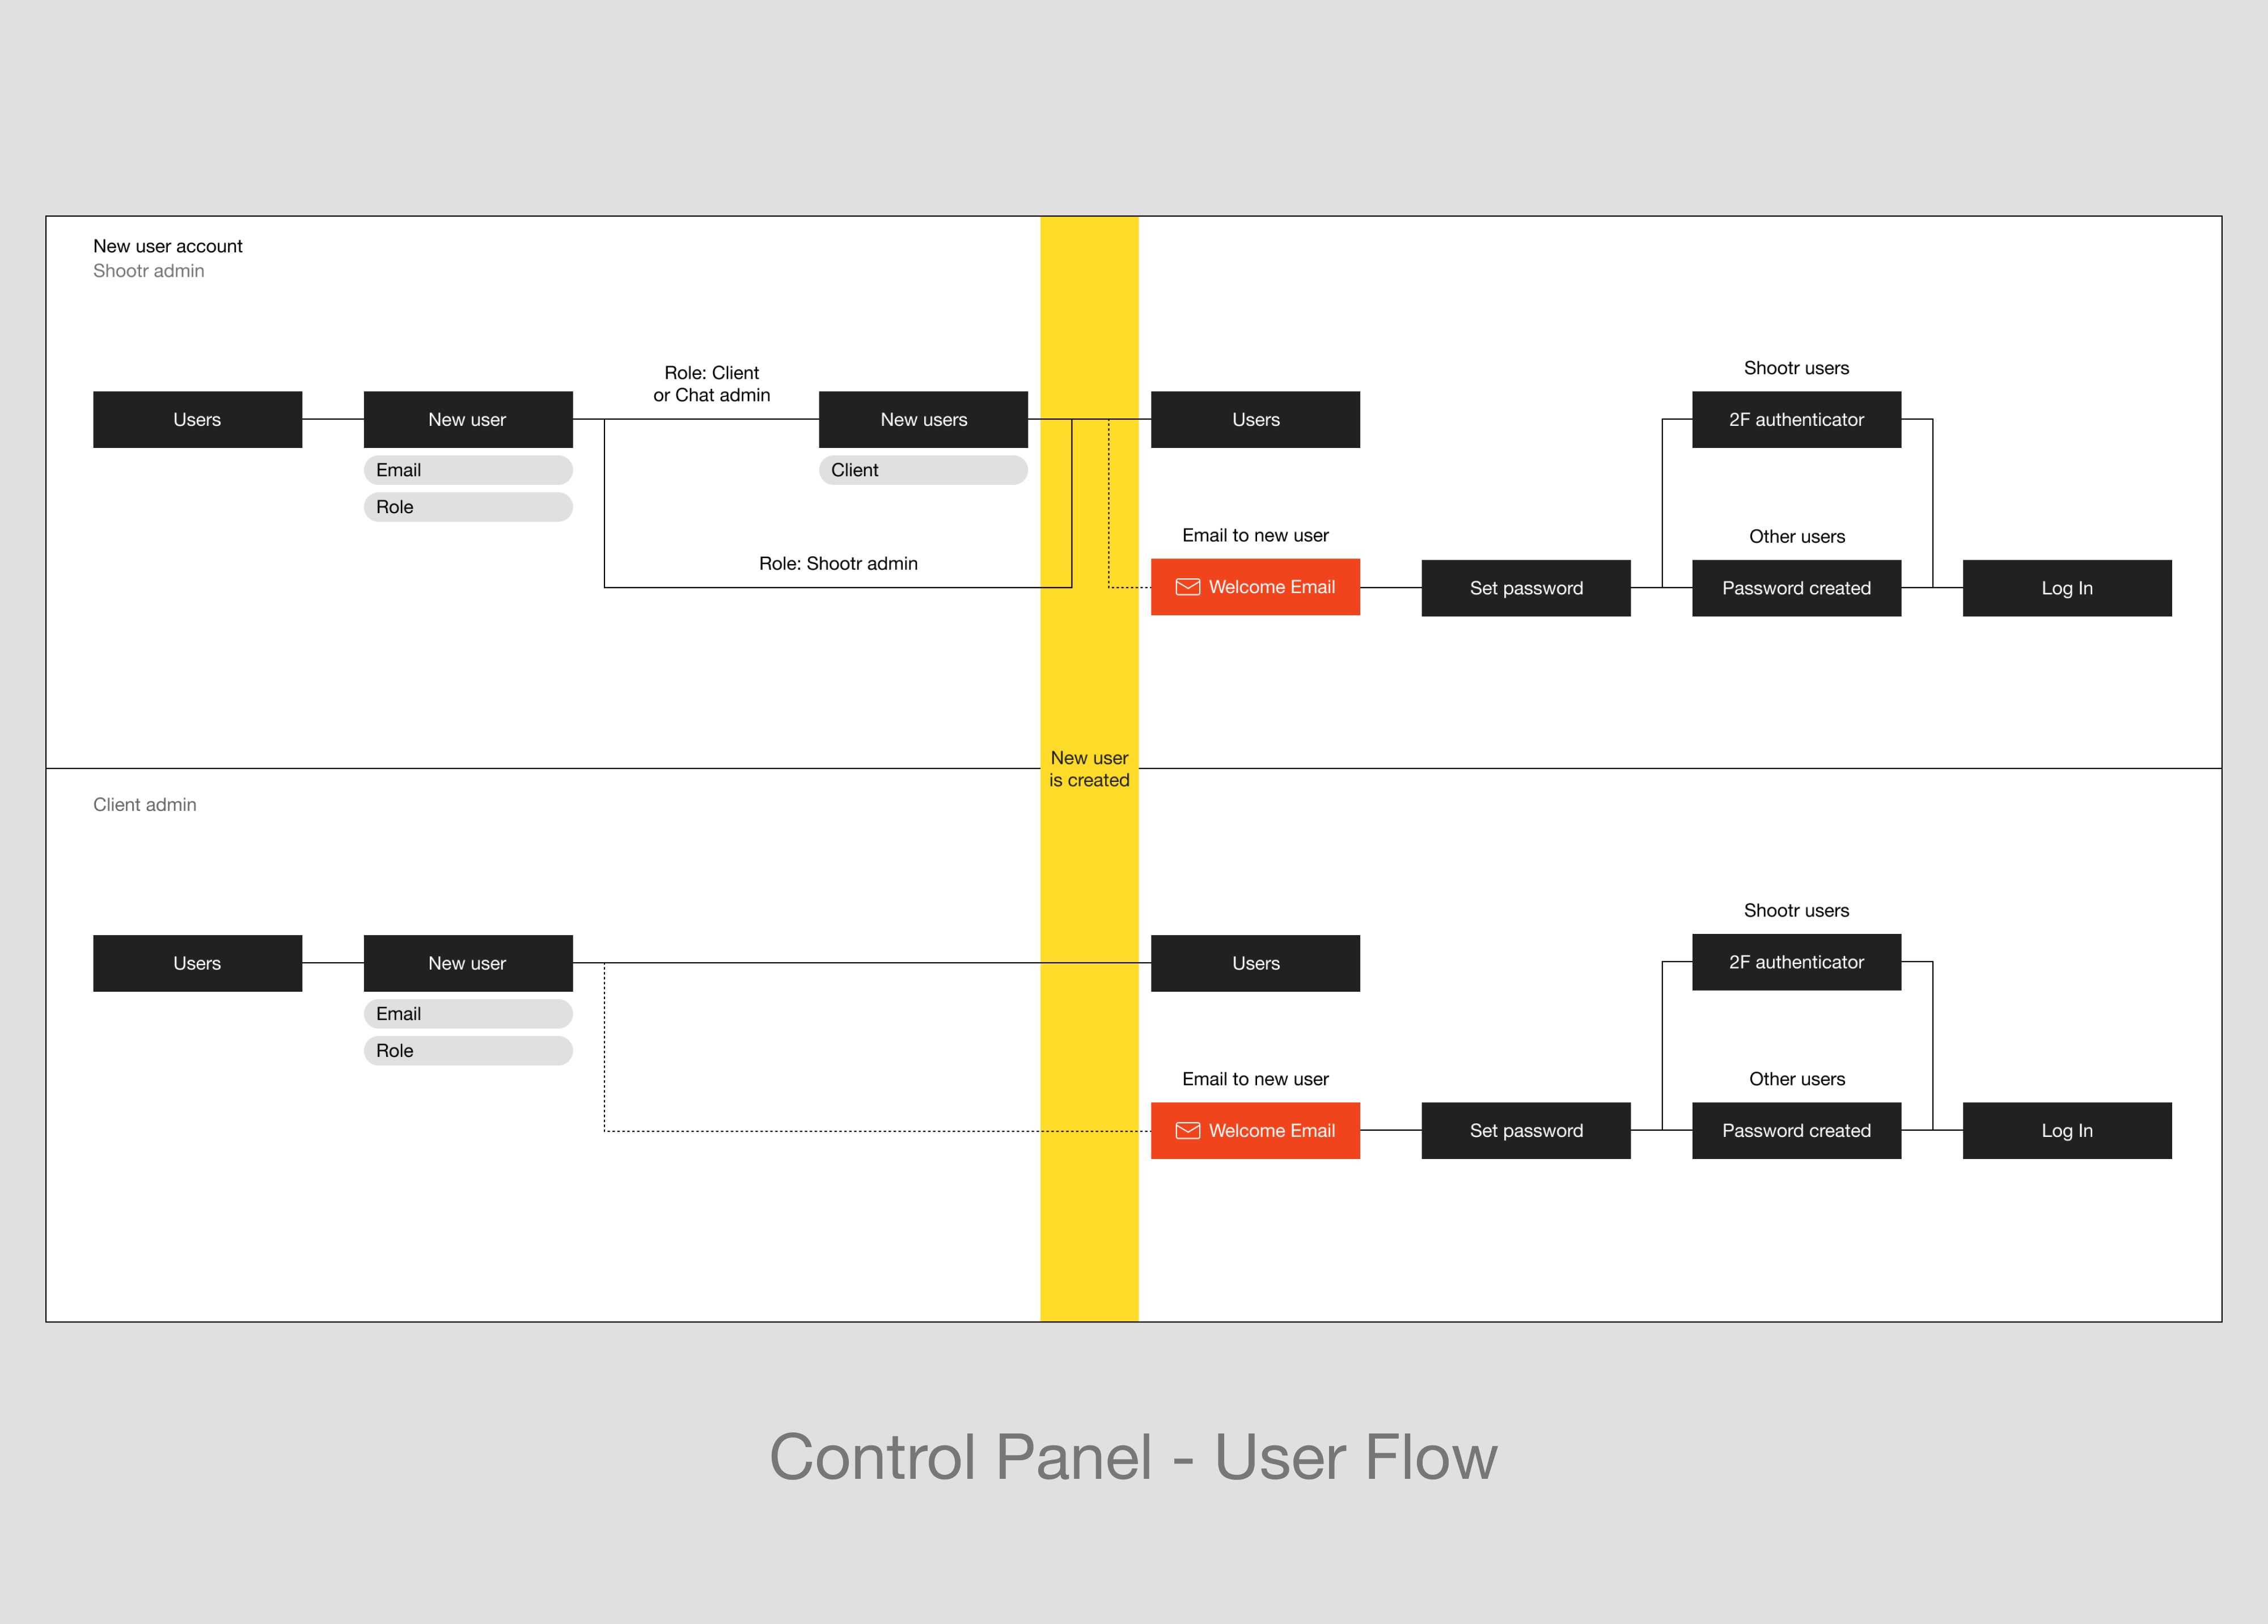 New user account
Shootr admin
Role: Client
or Chat admin
Shootr users
Users
New user
New users
Users
2F authenticator
Email
Client
Role
Email to new user
Other users
Role: Shootr admin
Welcome Email
Set password
Password created
Log In
New user
is created
Client admin
Shootr users
Users
New user
Users
2F authenticator
Email
Role
Email to new user
Other users
Welcome Email
Set password
Password created
Log In
Control Panel - User Flow